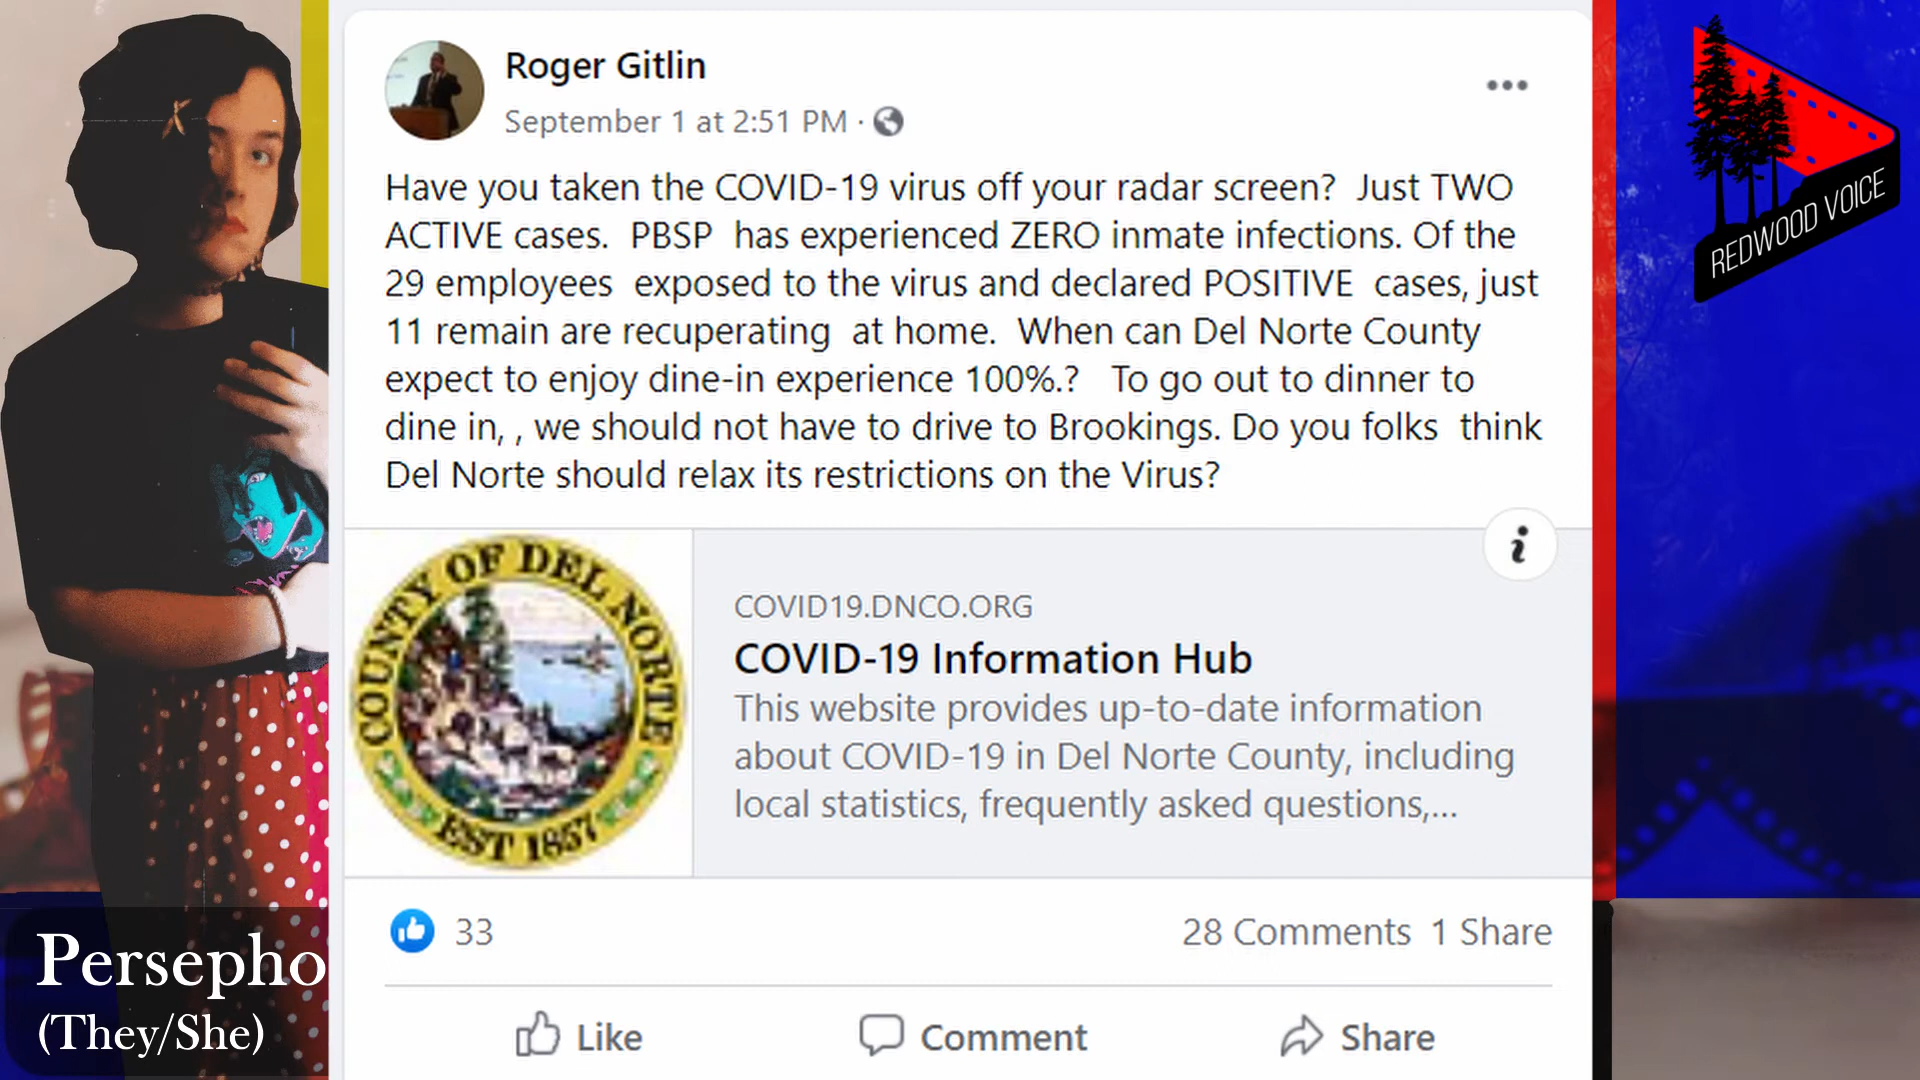 Roger Gitlin
September 1 at 2:51 PM ·
Have you taken the COVID-19 virus off your radar screen?  Just TWO
ACTIVE cases.  PBSP  has experienced ZERO inmate infections. Of the
29 employees  exposed to the virus and declared POSITIVE  cases, just
11 remain are recuperating  at home.  When can Del Norte County
expect to enjoy dine-in experience 100%.?   To go out to dinner to
dine in, , we should not have to drive to Brookings. Do you folks  think
Del Norte should relax its restrictions on the Virus?
COUNTY OF DEL NORTE
EST 1857
i
COVID19.DNCO.ORG
COVID-19 Information Hub
This website provides up-to-date information
about COVID-19 in Del Norte County, including
local statistics, frequently asked questions,...
33
28 Comments 1 Share
Like Comment Share
REDWOOD VOICE
Persepho
(They/She)